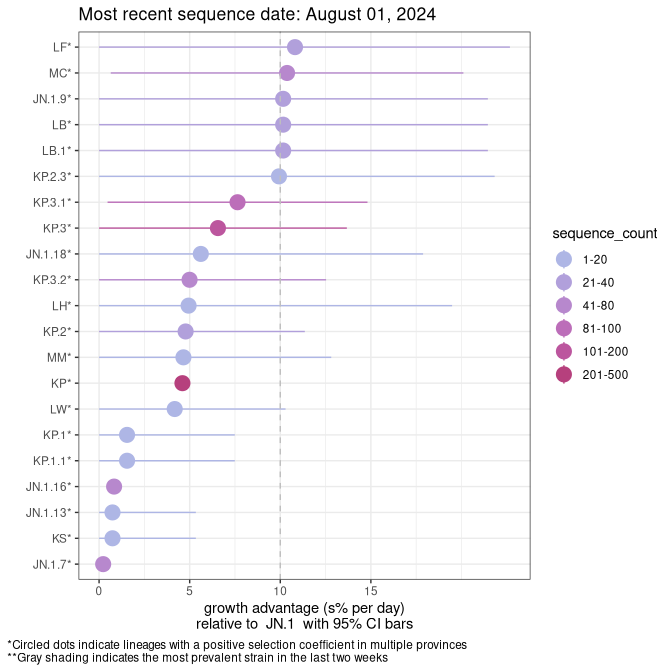 Most recent sequence date: August 01, 2024
LF*
MC*
JN.1.9*
LB*
LB.1*
KP.2.3*
KP.3.1*
KP.3*
JN.1.18*
KP.3.2*
LH*
KP.2*
MM*
KP*
LW*
KP.1*
KP.1.1*
JN.1.16*
JN.1.13*
KS*
JN.1.7*
0 5 10 15
growth advantage (s% per day)
relative to JN.1 with 95% CI bars
sequence_count
1-20
21-40
41-80
81-100
101-200
201-500
*Circled dots indicate lineages with a positive selection coefficient in multiple provinces
**Gray shading indicates the most prevalent strain in the last two weeks